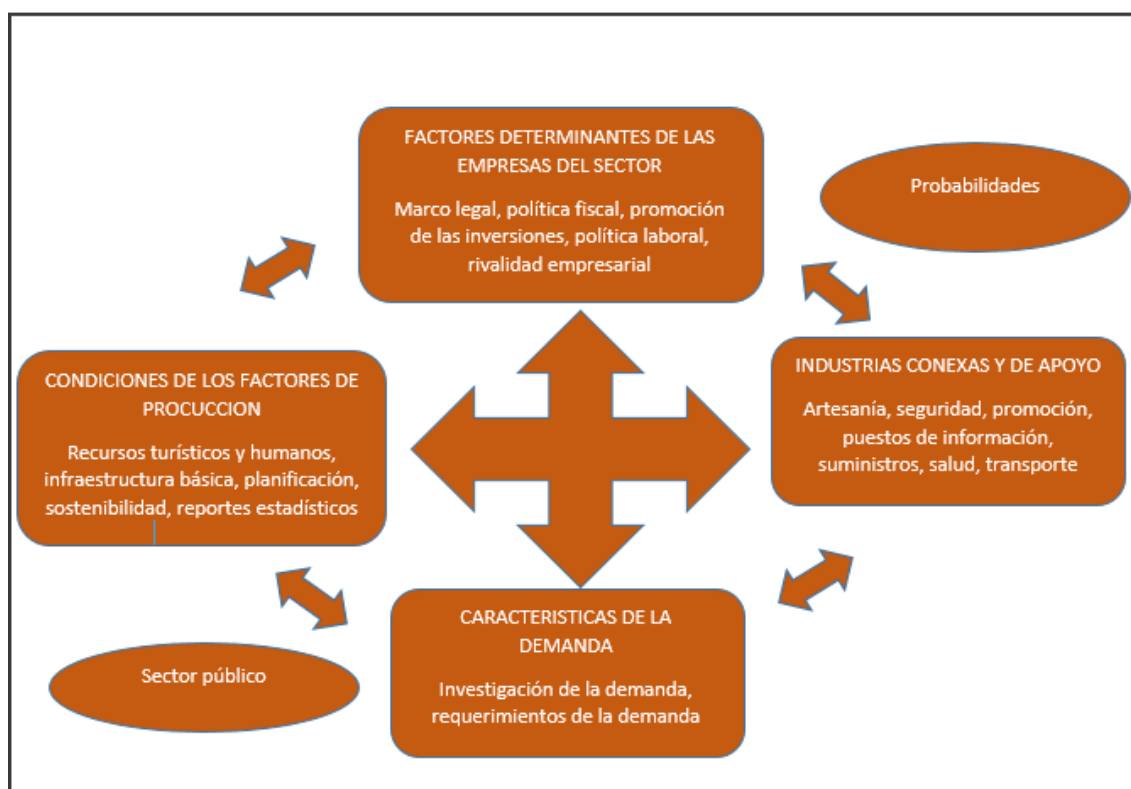 FACTORES DETERMINANTES DE LAS
EMPRESAS DEL SECTOR
Marco legal, política fiscal, promoción
de las inversiones, política laboral,
rivalidad empresarial
Probabilidades
CONDICIONES DE LOS FACTORES DE
PROCUCCION
Recursos turísticos y humanos,
infraestructura básica, planificación,
sostenibilidad, reportes estadísticos
INDUSTRIAS CONEXAS Y DE APOYO
Artesanía, seguridad, promoción,
puestos de información,
suministros, salud, transporte
CARACTERISTICAS DE LA
DEMANDA
Investigación de la demanda,
requerimientos de la demanda
Sector público